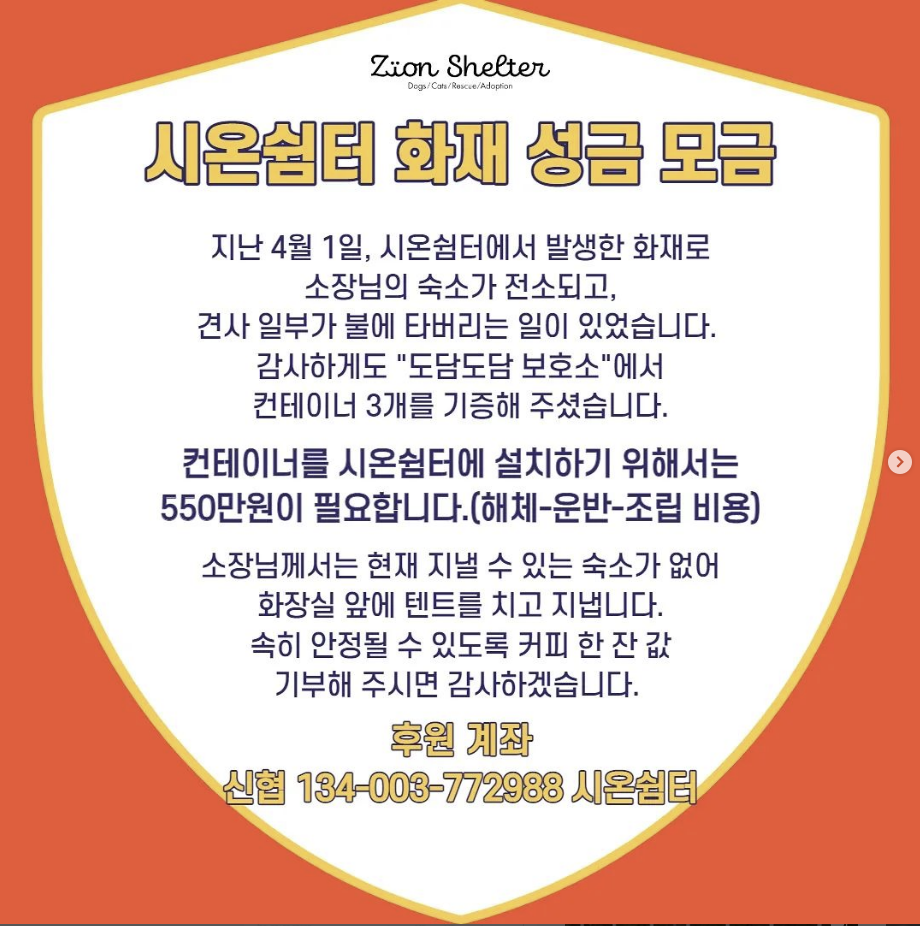 Zïon Shelter
Dogs/Cats/Rescue/Adoption
시온쉼터 화재 성금 모금
지난 4월 1일, 시온쉼터에서 발생한 화재로
소장님의 숙소가 전소되고,
견사 일부가 불에 타버리는 일이 있었습니다.
감사하게도 "도담도담 보호소"에서
컨테이너 3개를 기증해 주셨습니다.
컨테이너를 시온쉼터에 설치하기 위해서는
550만원이 필요합니다.(해체-운반-조립 비용)
소장님께서는 현재 지낼 수 있는 숙소가 없어
화장실 앞에 텐트를 치고 지냅니다.
속히 안정될 수 있도록 커피 한 잔 값
기부해 주시면 감사하겠습니다.
후원 계좌
신협 134-003-772988 시온쉼터